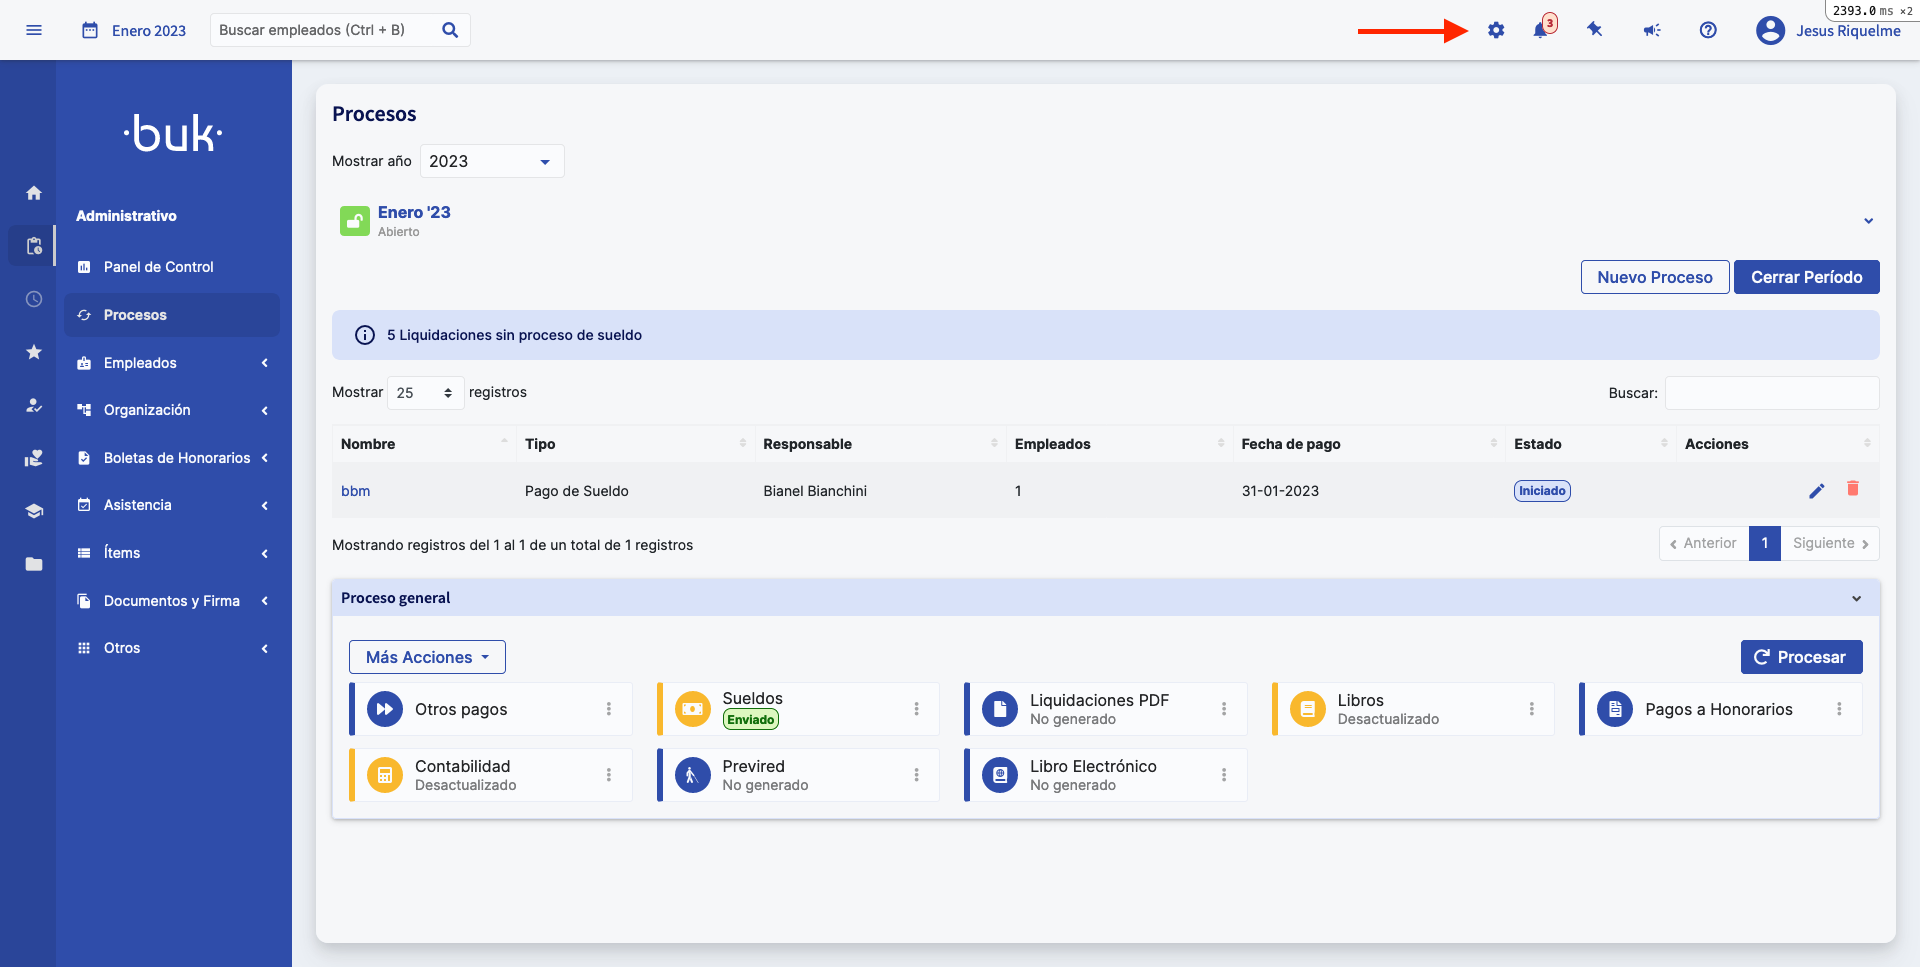 Enero 2023
Buscar empleados (Ctrl + B)
3
2393.0 ms ×2
Jesus Riquelme
·buk·
Administrativo
Panel de Control
Procesos
Empleados
Organización
Boletas de Honorarios
Asistencia
Ítems
Documentos y Firma
Otros
Procesos
Mostrar año 2023
Enero '23
Abierto
Nuevo Proceso Cerrar Período
5 Liquidaciones sin proceso de sueldo
Mostrar 25 registros Buscar:
Nombre Tipo Responsable Empleados Fecha de pago Estado Acciones
bbm Pago de Sueldo Bianel Bianchini 1 31-01-2023 Iniciado
Mostrando registros del 1 al 1 de un total de 1 registros
Anterior 1 Siguiente
Proceso general
Más Acciones Procesar
Otros pagos
Sueldos
Enviado
Liquidaciones PDF
No generado
Libros
Desactualizado
Pagos a Honorarios
Contabilidad
Desactualizado
Previred
No generado
Libro Electrónico
No generado